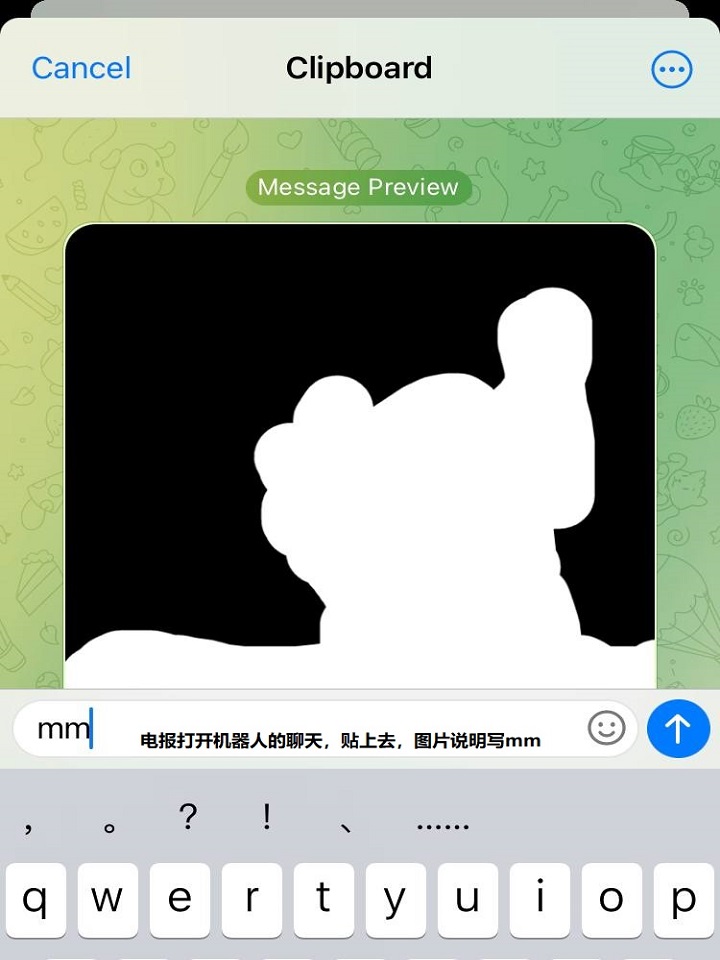 Cancel
Clipboard
Message Preview
mm
电报打开机器人的聊天，贴上去，图片说明写mm
， 。 ？ ！ 、 ……
q w e r t y u i o p